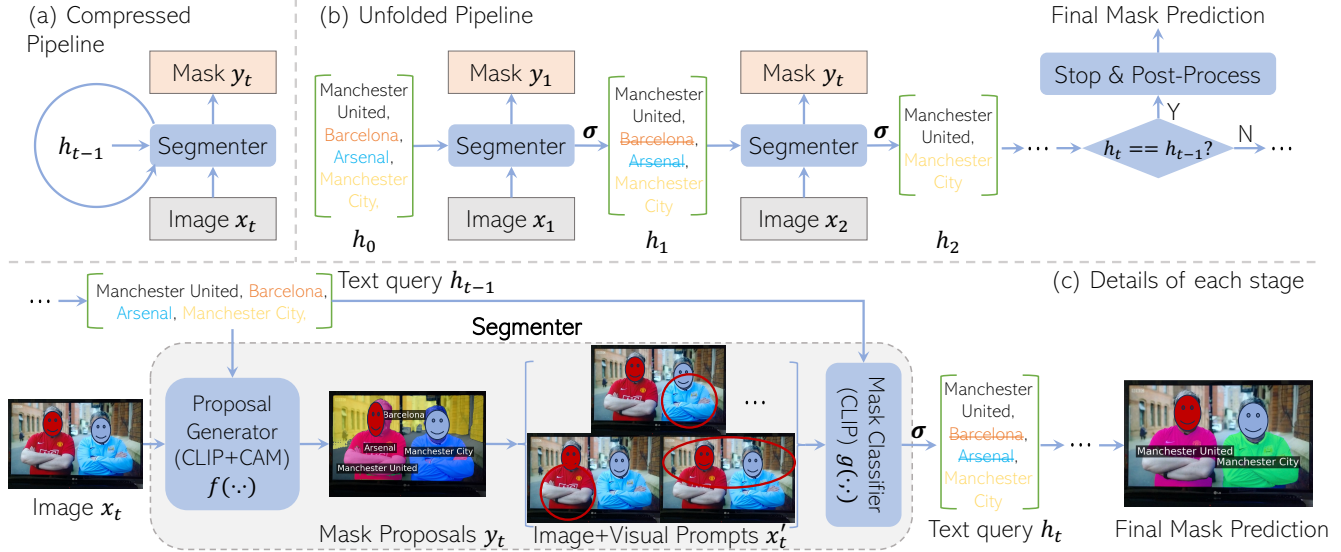 (a) Compressed
Pipeline
Mask y_t
h_{t−1}
Segmenter
Image x_t
(b) Unfolded Pipeline
Manchester
United,
Barcelona,
Arsenal,
Manchester
City.
h_0
Mask y_1
Segmenter
Image x_1
σ
Manchester
United,
Barcelona,
Arsenal,
Manchester
City
h_1
Mask y_t
Segmenter
Image x_2
σ
Manchester
United,
Manchester
City
h_2
...
Final Mask Prediction
Stop & Post-Process
Y
h_t == h_{t−1}?
N
...
(c) Details of each stage
...
Manchester United, Barcelona,
Arsenal, Manchester City.
Text query h_{t−1}
Segmenter
Image x_t
Proposal
Generator
(CLIP+CAM)
f(·,·)
Barcelona
Arsenal
Manchester City
Manchester United
Mask Proposals y_t
...
Image+Visual Prompts x'_t
Mask Classifier
(CLIP) g(·,·)
σ
Manchester
United,
Barcelona,
Arsenal,
Manchester
City
Text query h_t
...
Manchester City
Manchester United
Final Mask Prediction